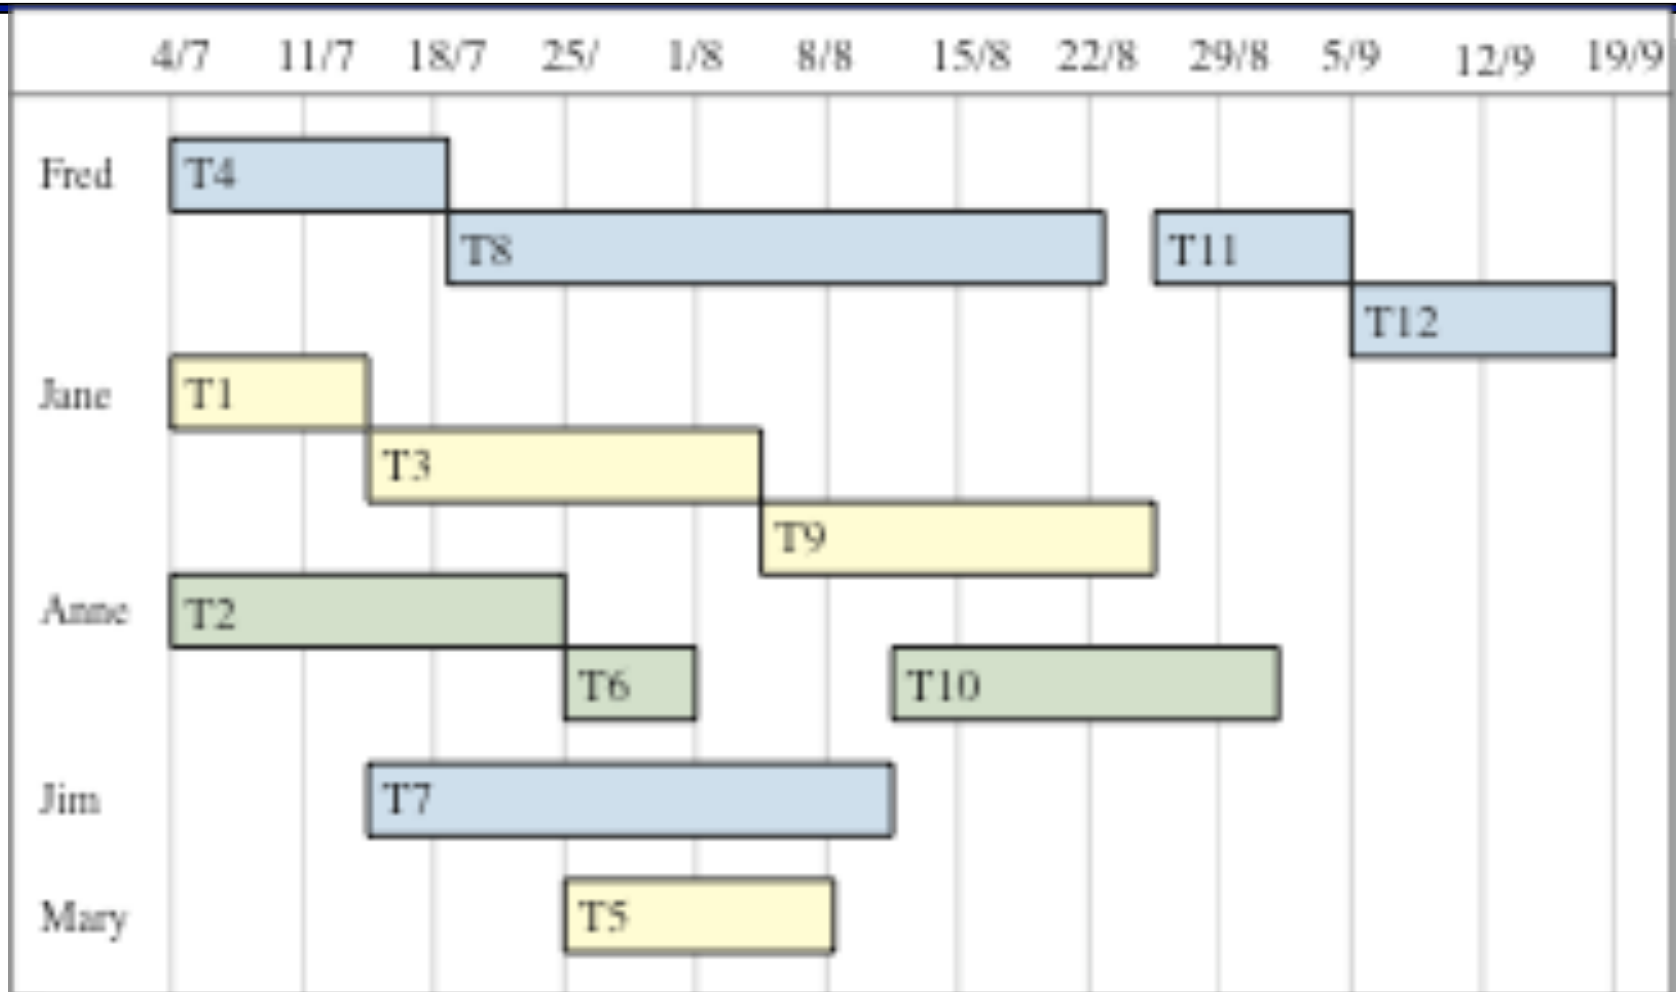 4/7 11/7 18/7 25/ 1/8 8/8 15/8 22/8 29/8 5/9 12/9 19/9
Fred T4
T8 T11
T12
Jane T1
T3
T9
Anne T2
T6 T10
Jim T7
Mary T5